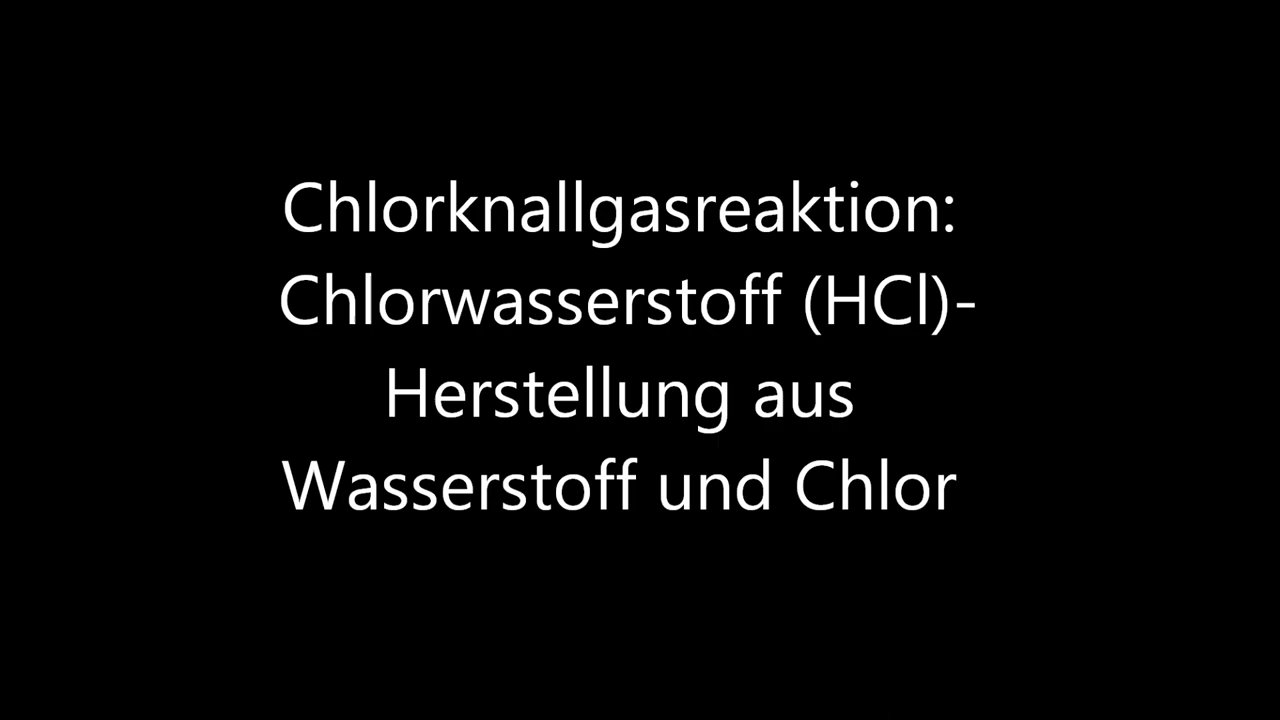 Chlorknallgasreaktion:
Chlorwasserstoff (HCl)-
Herstellung aus
Wasserstoff und Chlor